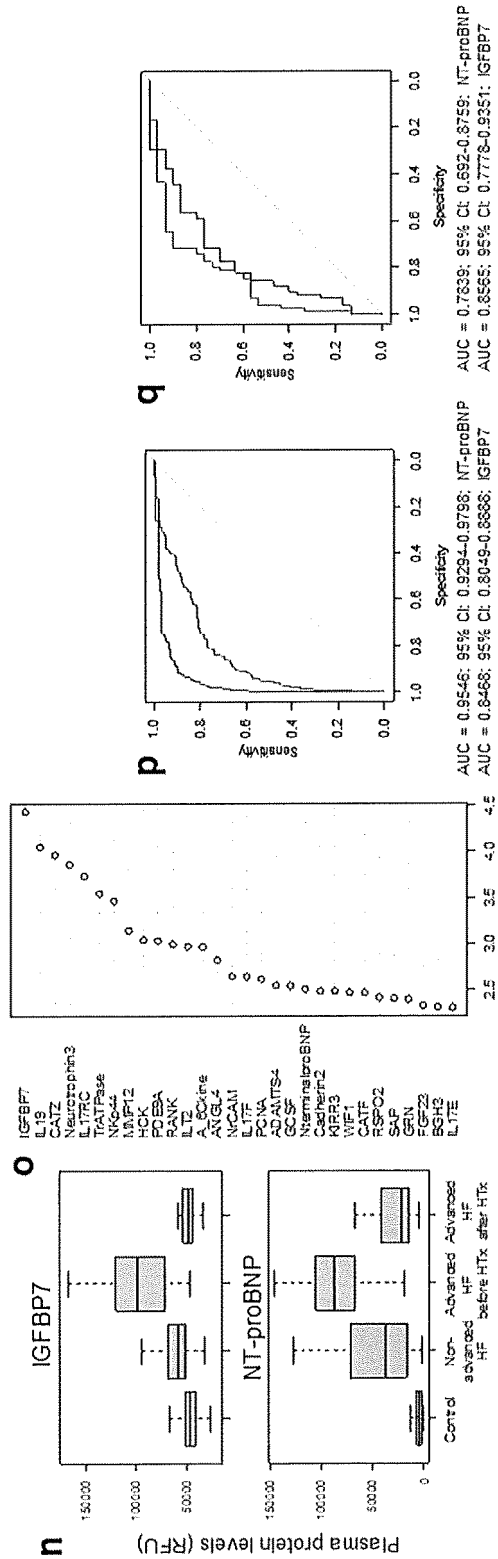 n
IGFBP7
150000
100000
50000
NT-proBNP
150000
100000
50000
0
Plasma protein levels (RFU)
Control
Non-advanced HF
Advanced HF before HTx
Advanced HF after HTx
o
IGFBP7
IL19
CATZ
Neurotrophin3
IL17RC
TrATPase
NKp44
MMP12
HCK
PDE9A
RANK
ILT2
A_6Ckine
ANGL4
NrCAM
IL17F
PCNA
ADAMTS4
GCSF
NterminalproBNP
Cadherin2
KIRR3
WIF1
CATF
RSPO2
SAP
GRN
FGF22
BGH3
IL17E
2.5 3.0 3.5 4.0 4.5
p
1.0
0.8
0.6
0.4
0.2
0.0
Sensitivity
1.0 0.8 0.6 0.4 0.2 0.0
Specificity
AUC = 0.9546; 95% CI: 0.9294-0.9798; NT-proBNP
AUC = 0.8468; 95% CI: 0.8049-0.8888; IGFBP7
q
1.0
0.8
0.6
0.4
0.2
0.0
Sensitivity
1.0 0.8 0.6 0.4 0.2 0.0
Specificity
AUC = 0.7839; 95% CI: 0.692-0.8759; NT-proBNP
AUC = 0.8565; 95% CI: 0.7778-0.9351; IGFBP7